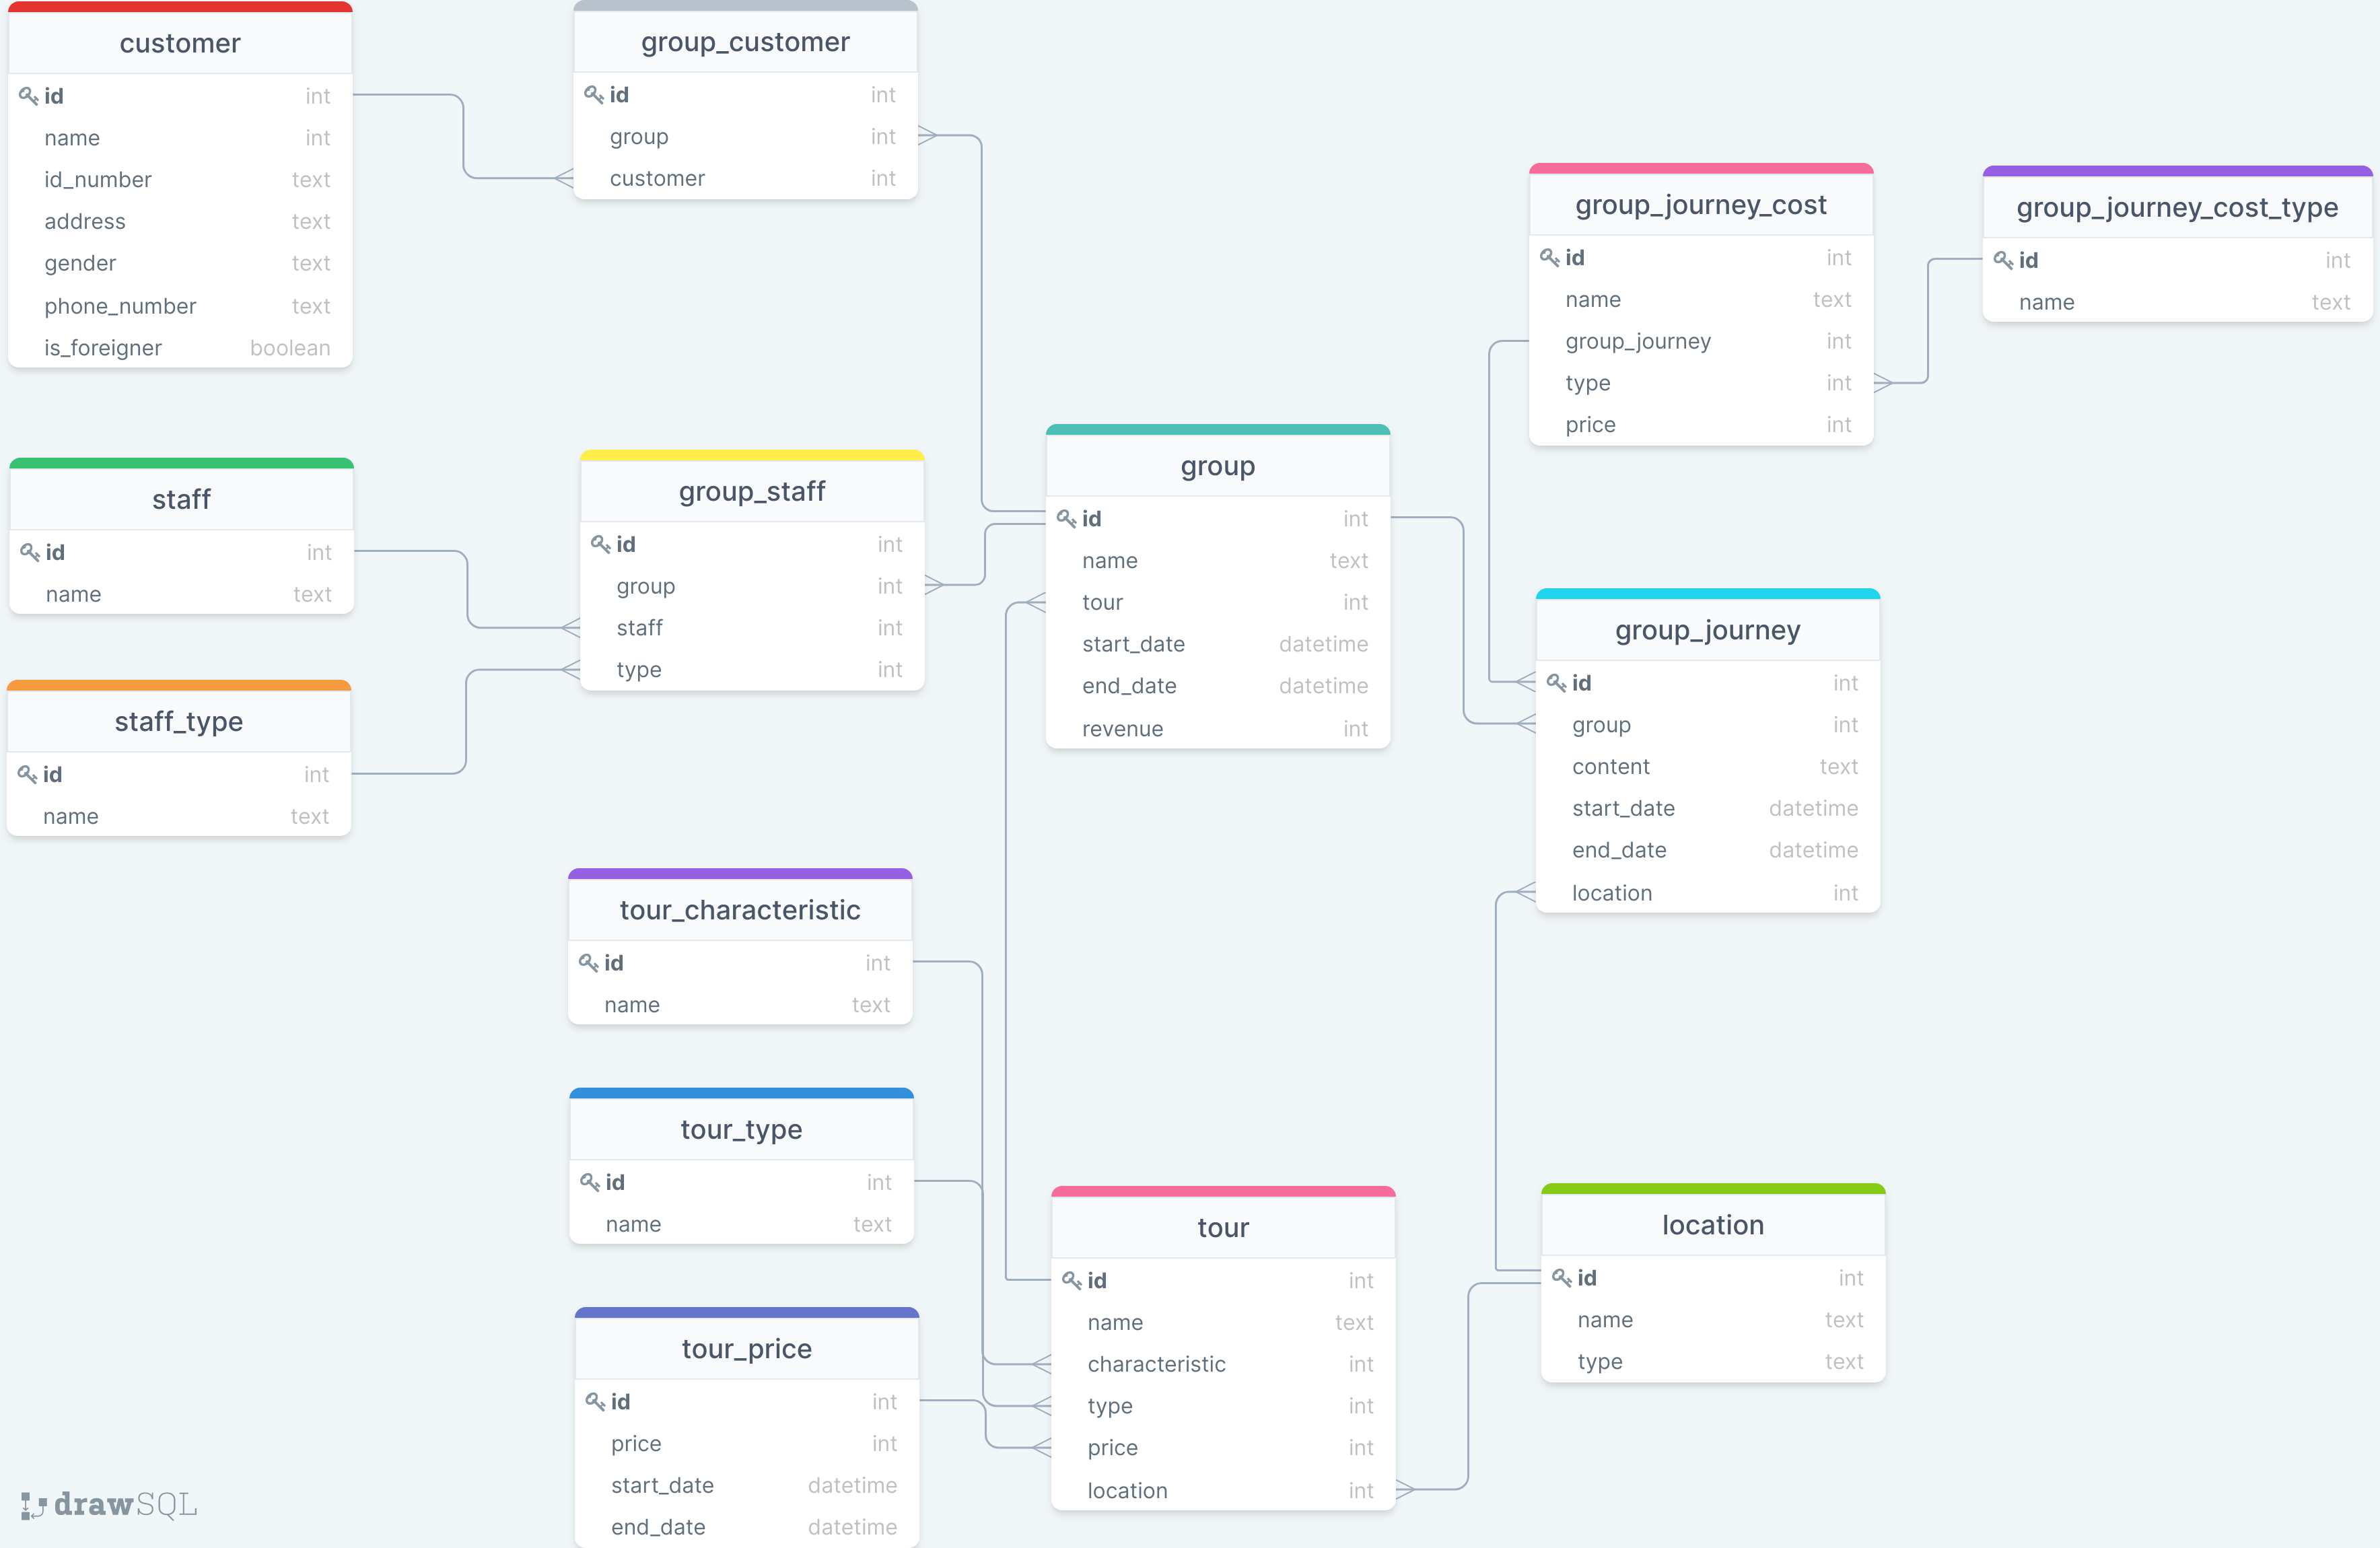 customer
id int
name int
id_number text
address text
gender text
phone_number text
is_foreigner boolean
group_customer
id int
group int
customer int
group_journey_cost
id int
name text
group_journey int
type int
price int
group_journey_cost_type
id int
name text
staff
id int
name text
group_staff
id int
group int
staff int
type int
group
id int
name text
tour int
start_date datetime
end_date datetime
revenue int
group_journey
id int
group int
content text
start_date datetime
end_date datetime
location int
staff_type
id int
name text
tour_characteristic
id int
name text
tour_type
id int
name text
tour_price
id int
price int
start_date datetime
end_date datetime
tour
id int
name text
characteristic int
type int
price int
location int
location
id int
name text
type text
drawSQL